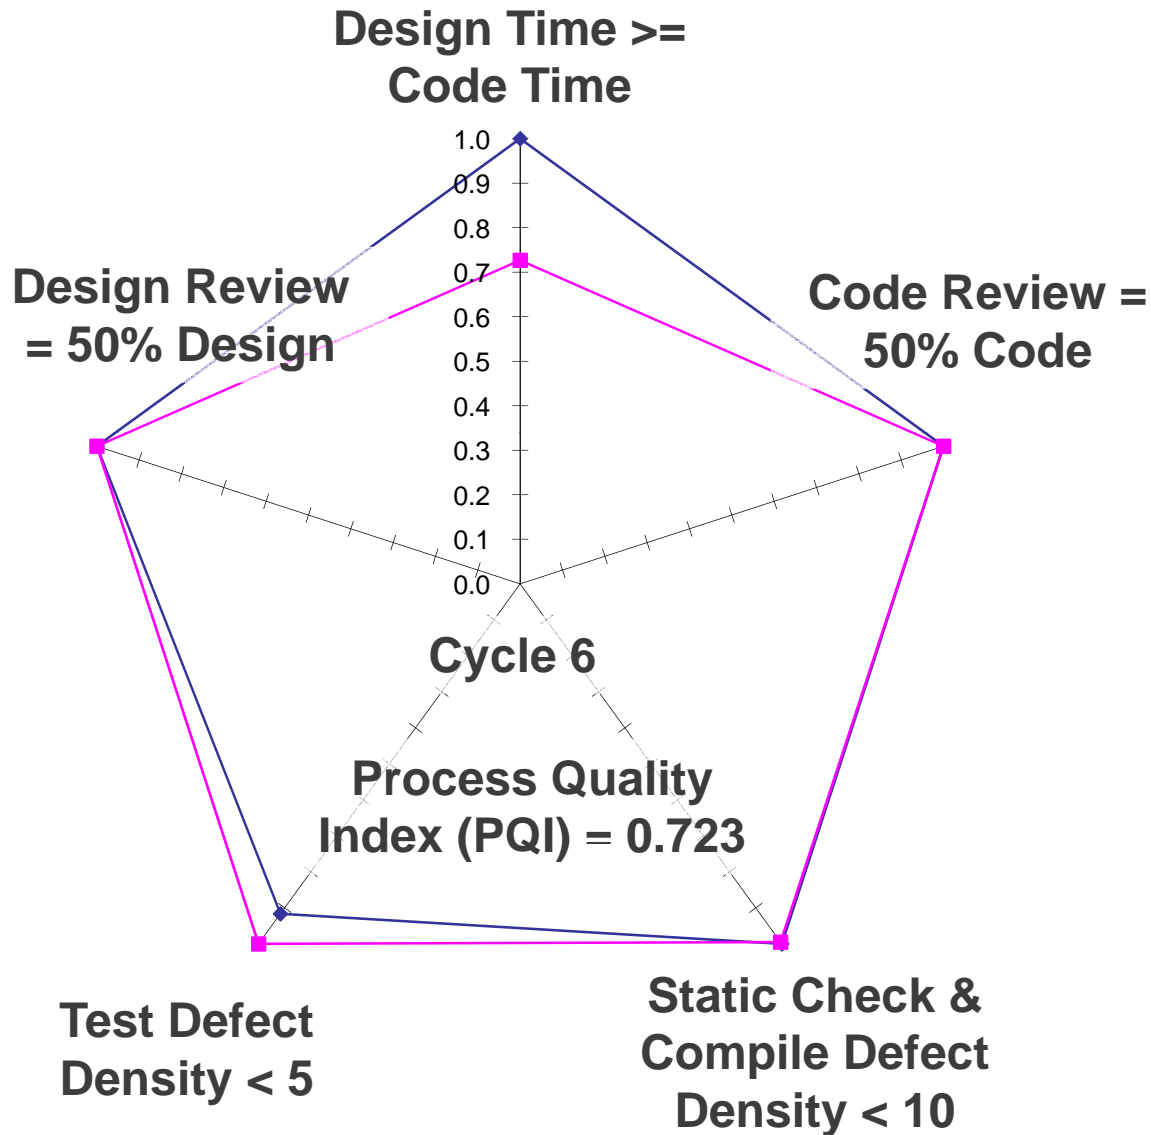 Design Time >=
Code Time
1.0
0.9
0.8
0.7
0.6
0.5
0.4
0.3
0.2
0.1
0.0
Design Review
= 50% Design
Code Review =
50% Code
Cycle 6
Process Quality
Index (PQI) = 0.723
Test Defect
Density < 5
Static Check &
Compile Defect
Density < 10